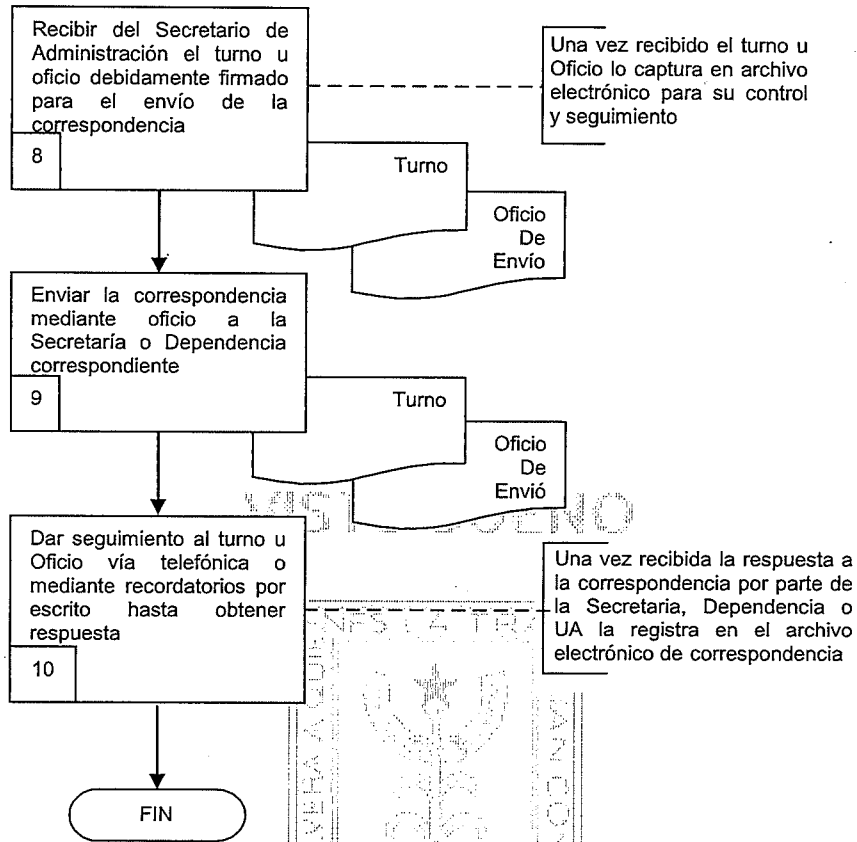 Recibir del Secretario de
Administración el turno u
oficio debidamente firmado
para el envío de la
correspondencia
8
Una vez recibido el turno u
Oficio lo captura en archivo
electrónico para su control
y seguimiento
Turno
Oficio
De
Envío
Enviar la correspondencia
mediante oficio a la
Secretaría o Dependencia
correspondiente
9
Turno
Oficio
De
Envió
Dar seguimiento al turno u
Oficio vía telefónica o
mediante recordatorios por
escrito hasta obtener
respuesta
10
Una vez recibida la respuesta a
la correspondencia por parte de
la Secretaria, Dependencia o
UA la registra en el archivo
electrónico de correspondencia
FIN